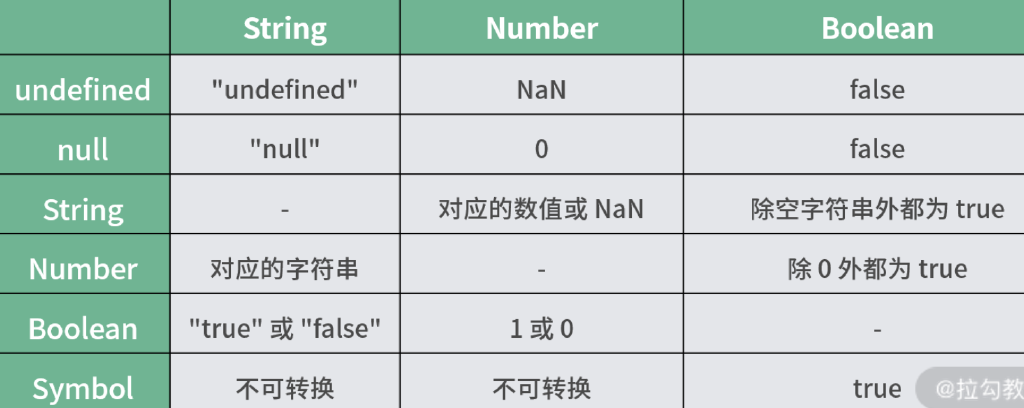 String Number Boolean
undefined "undefined" NaN false
null "null" 0 false
String - 对应的数值或 NaN 除空字符串外都为 true
Number 对应的字符串 - 除 0 外都为 true
Boolean "true" 或 "false" 1 或 0 -
Symbol 不可转换 不可转换 true
@拉勾教